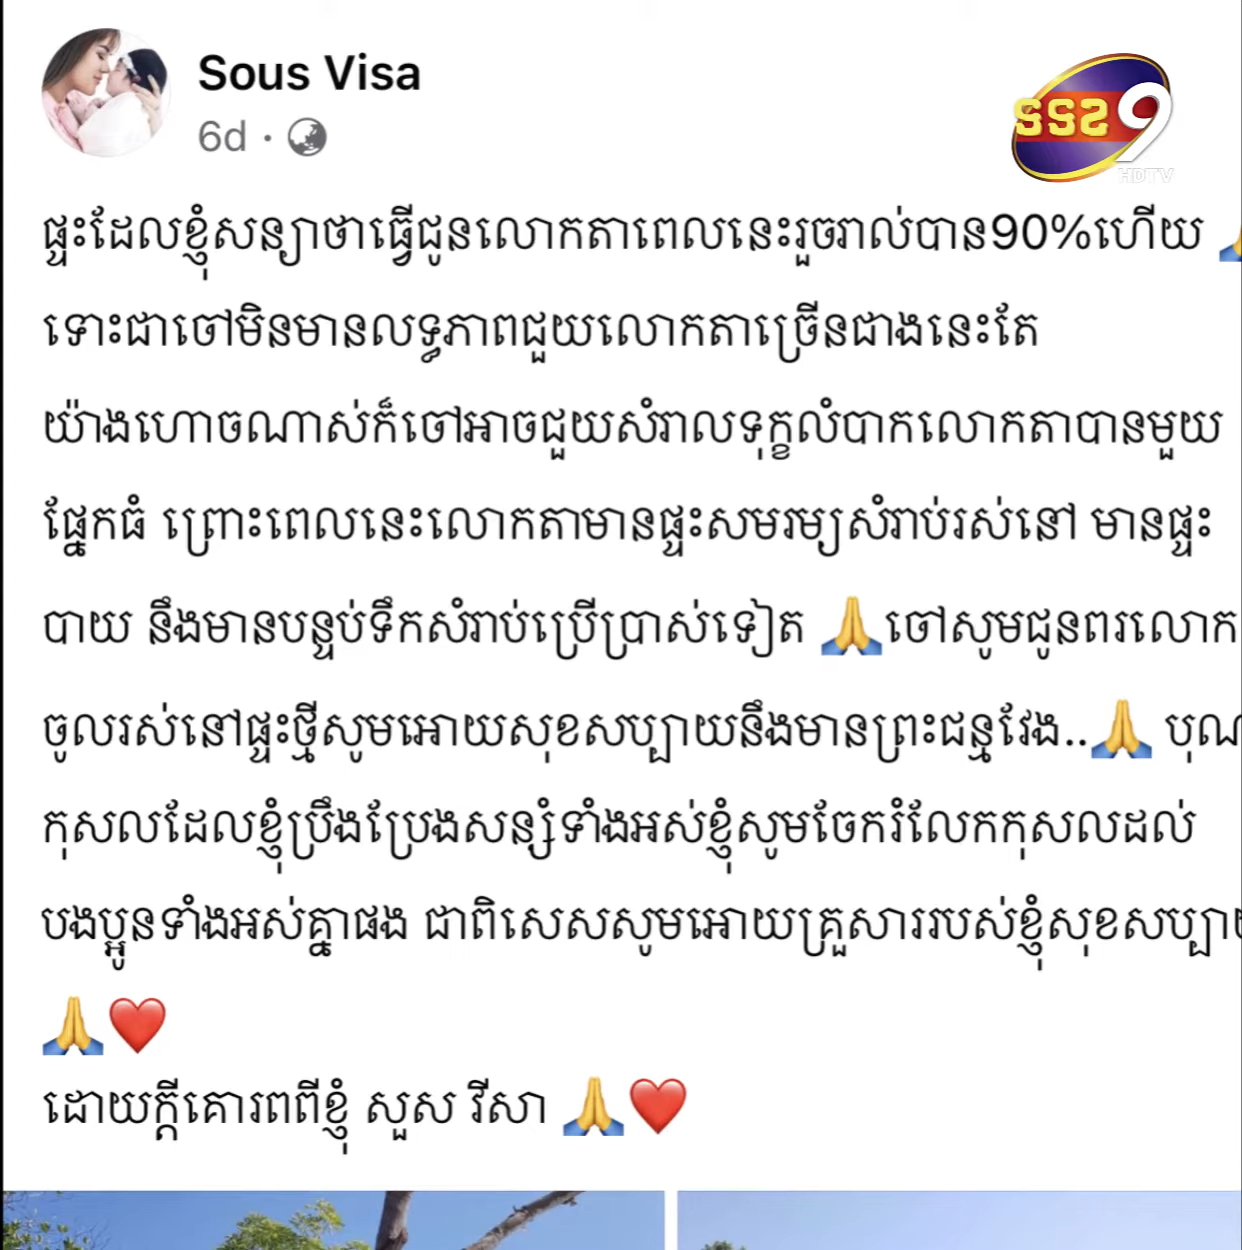 Sous Visa
6d ·
ទទេ9
HDTV
ផ្ទះដែលខ្ញុំសន្យាថាធ្វើជូនលោកតាពេលនេះរួចរាល់បាន90%ហើយ 🙏
ទោះជាចៅមិនមានលទ្ធភាពជួយលោកតាច្រើនជាងនេះតែ
យ៉ាងហោចណាស់ក៏ចៅអាចជួយសំរាលទុក្ខលំបាកលោកតាបានមួយ
ផ្នែកធំ ព្រោះពេលនេះលោកតាមានផ្ទះសមរម្យសំរាប់រស់នៅ មានផ្ទះ
បាយ នឹងមានបន្ទប់ទឹកសំរាប់ប្រើប្រាស់ទៀត 🙏ចៅសូមជូនពរលោក
ចូលរស់នៅផ្ទះថ្មីសូមអោយសុខសប្បាយនឹងមានព្រះជន្មវែង..🙏
កុសលដែលខ្ញុំប្រឹងប្រែងសន្សំទាំងអស់ខ្ញុំសូមចែករំលែកកុសលដល់
បងប្អូនទាំងអស់គ្នាផង ជាពិសេសសូមអោយគ្រួសាររបស់ខ្ញុំសុខសប្បាយ
🙏❤️
ដោយក្តីគោរពពីខ្ញុំ សួស វីសា 🙏❤️